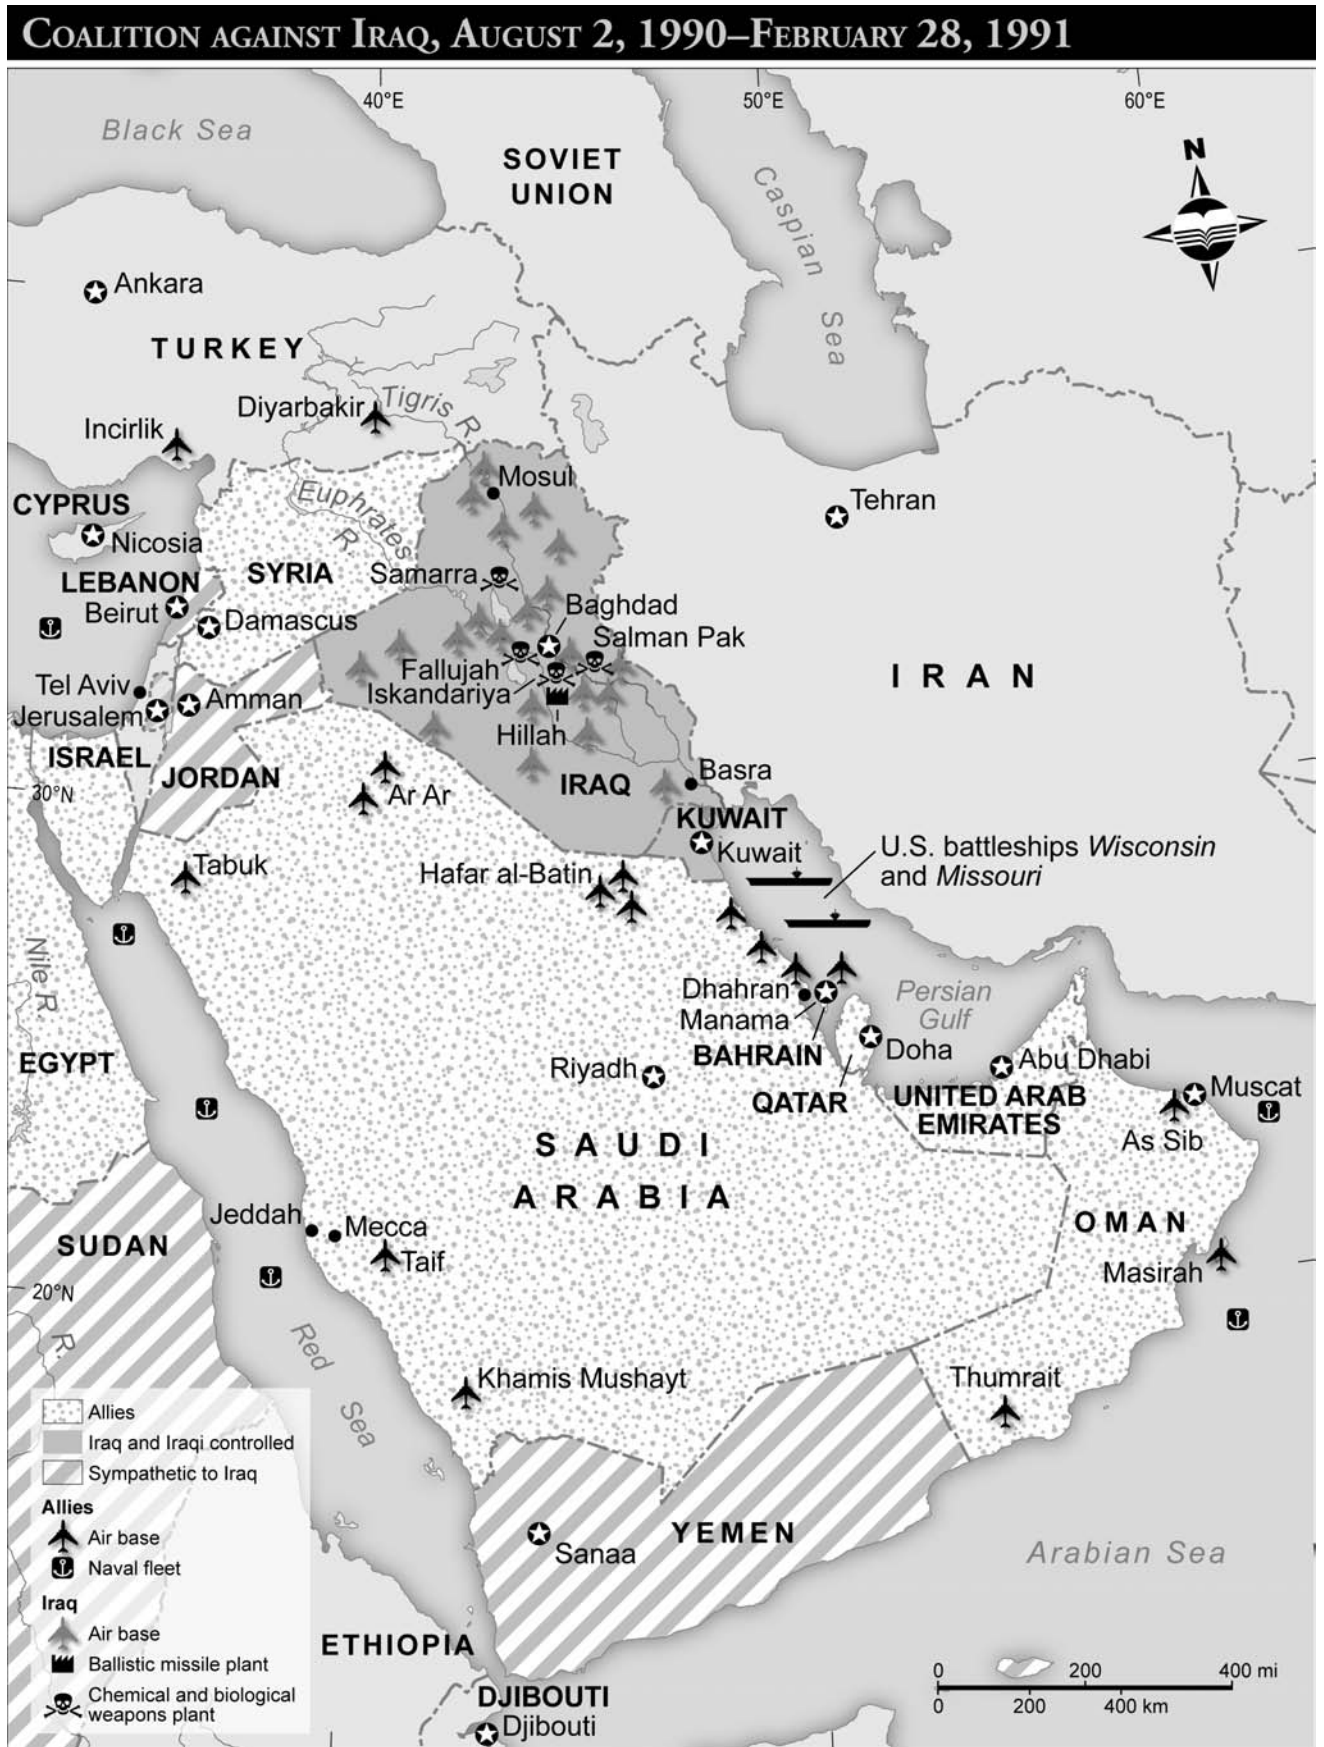 COALITION AGAINST IRAQ, AUGUST 2, 1990–FEBRUARY 28, 1991
40°E
50°E
60°E
Black Sea
SOVIET
UNION
Caspian
Sea
N
Ankara
TURKEY
Diyarbakir
Tigris
R.
Incirlik
Mosul
CYPRUS
Nicosia
Euphrates
R.
Tehran
LEBANON
Beirut
SYRIA
Samarra
Damascus
Baghdad
Salman Pak
Fallujah
Iskandariya
IRAN
Tel Aviv
Jerusalem
Amman
Hillah
ISRAEL
JORDAN
IRAQ
Basra
30°N
Ar Ar
KUWAIT
Kuwait
U.S. battleships Wisconsin
and Missouri
Tabuk
Hafar al-Batin
Nile R.
Dhahran
Manama
BAHRAIN
Persian
Gulf
EGYPT
Riyadh
QATAR
Doha
Abu Dhabi
UNITED ARAB
EMIRATES
Muscat
As Sib
SAUDI
ARABIA
Jeddah
Mecca
Taif
SUDAN
OMAN
Masirah
20°N
R.
Red
Sea
Khamis Mushayt
Thumrait
YEMEN
Sanaa
Arabian Sea
ETHIOPIA
DJIBOUTI
Djibouti
Allies
Iraq and Iraqi controlled
Sympathetic to Iraq
Allies
Air base
Naval fleet
Iraq
Air base
Ballistic missile plant
Chemical and biological
weapons plant
0 200 400 mi
0 200 400 km